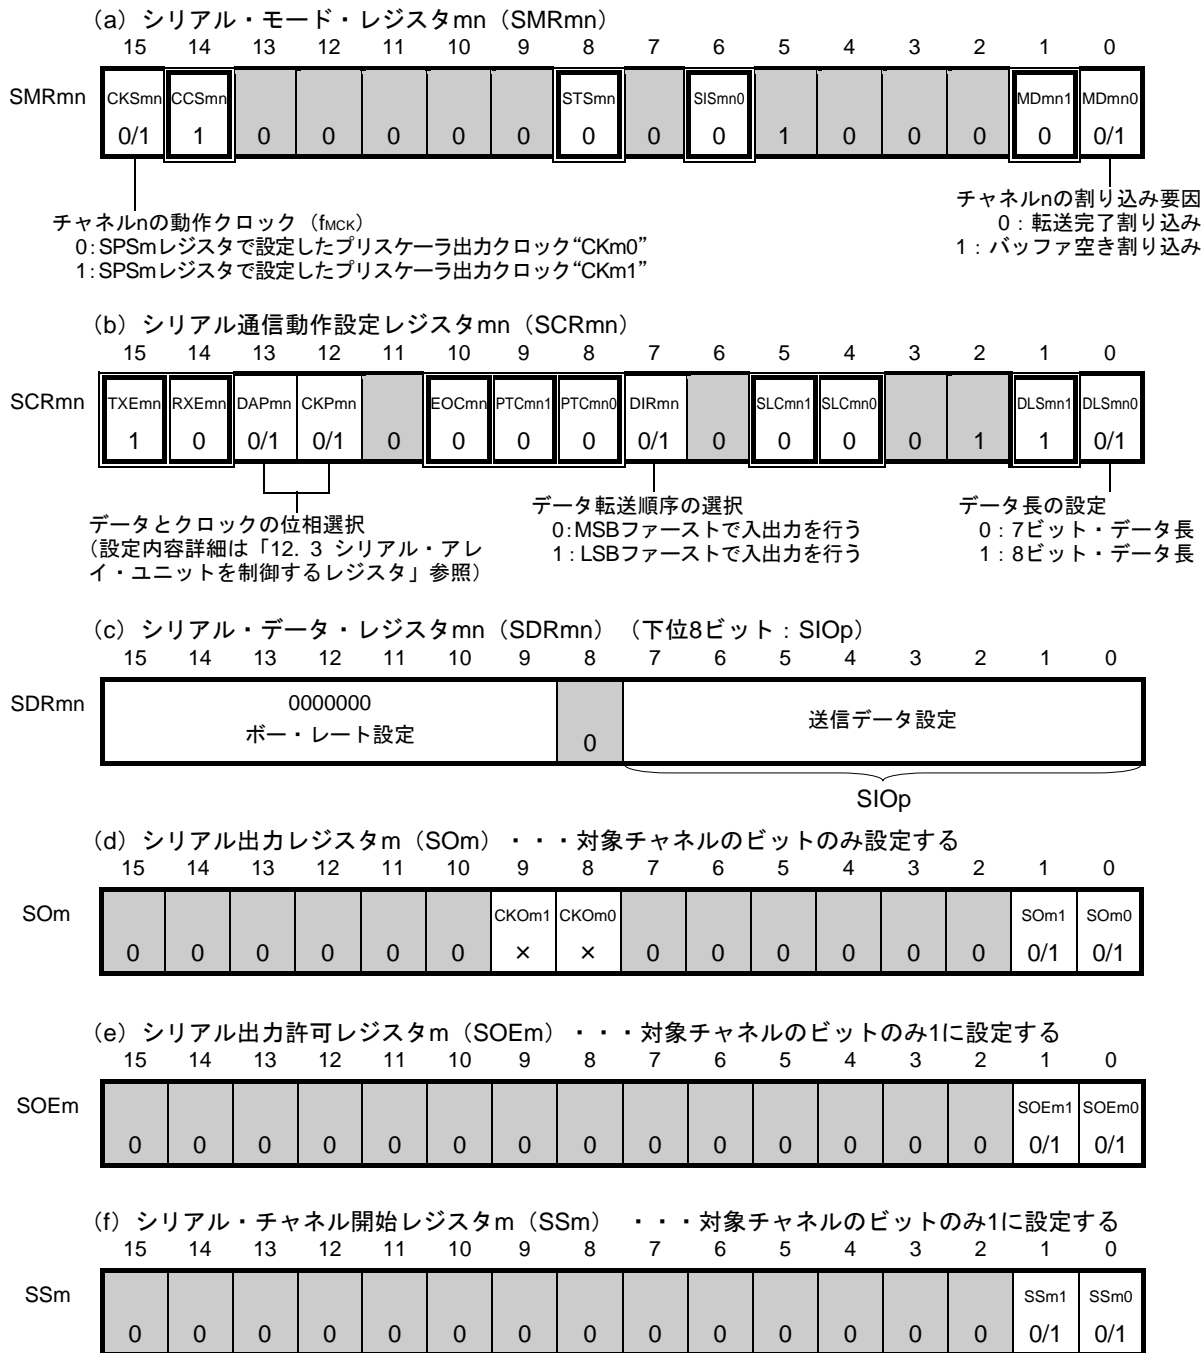 (a) シリアル・モード・レジスタmn（SMRmn）
15 14 13 12 11 10 9 8 7 6 5 4 3 2 1 0
SMRmn CKSmn CCSmn STSmn SISmn0 MDmn1 MDmn0
0/1 1 0 0 0 0 0 0 0 0 1 0 0 0 0 0/1
チャネルnの動作クロック（fMCK）
0：SPSmレジスタで設定したプリスケーラ出力クロック“CKm0”
1：SPSmレジスタで設定したプリスケーラ出力クロック“CKm1”
チャネルnの割り込み要因
0：転送完了割り込み
1：バッファ空き割り込み
(b) シリアル通信動作設定レジスタmn（SCRmn）
15 14 13 12 11 10 9 8 7 6 5 4 3 2 1 0
SCRmn TXEmn RXEmn DAPmn CKPmn EOCmn PTCmn1 PTCmn0 DIRmn SLCmn1 SLCmn0 DLSmn1 DLSmn0
1 0 0/1 0/1 0 0 0 0 0/1 0 0 0 0 1 1 0/1
データとクロックの位相選択
（設定内容詳細は「12. 3 シリアル・アレ
イ・ユニットを制御するレジスタ」参照）
データ転送順序の選択
0：MSBファーストで入出力を行う
1：LSBファーストで入出力を行う
データ長の設定
0：7ビット・データ長
1：8ビット・データ長
(c) シリアル・データ・レジスタmn（SDRmn）（下位8ビット：SIOp）
15 14 13 12 11 10 9 8 7 6 5 4 3 2 1 0
SDRmn
0000000
ボー・レート設定
0
送信データ設定
SIOp
(d) シリアル出力レジスタm（SOm）・・・対象チャネルのビットのみ設定する
15 14 13 12 11 10 9 8 7 6 5 4 3 2 1 0
SOm CKOm1 CKOm0 SOm1 SOm0
0 0 0 0 0 0 × × 0 0 0 0 0 0 0/1 0/1
(e) シリアル出力許可レジスタm（SOEm）・・・対象チャネルのビットのみ1に設定する
15 14 13 12 11 10 9 8 7 6 5 4 3 2 1 0
SOEm SOEm1 SOEm0
0 0 0 0 0 0 0 0 0 0 0 0 0 0 0/1 0/1
(f) シリアル・チャネル開始レジスタm（SSm）・・・対象チャネルのビットのみ1に設定する
15 14 13 12 11 10 9 8 7 6 5 4 3 2 1 0
SSm SSm1 SSm0
0 0 0 0 0 0 0 0 0 0 0 0 0 0 0/1 0/1